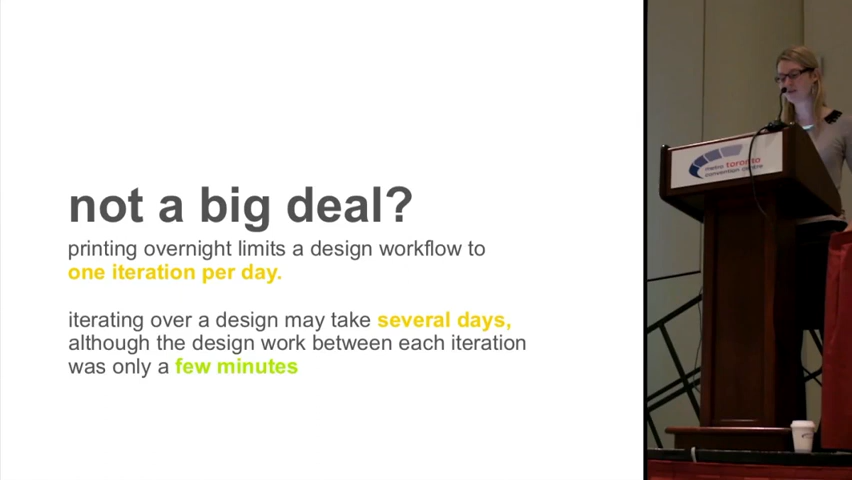 not a big deal?
printing overnight limits a design workflow to
one iteration per day.
iterating over a design may take several days,
although the design work between each iteration
was only a few minutes
metro toronto
convention centre